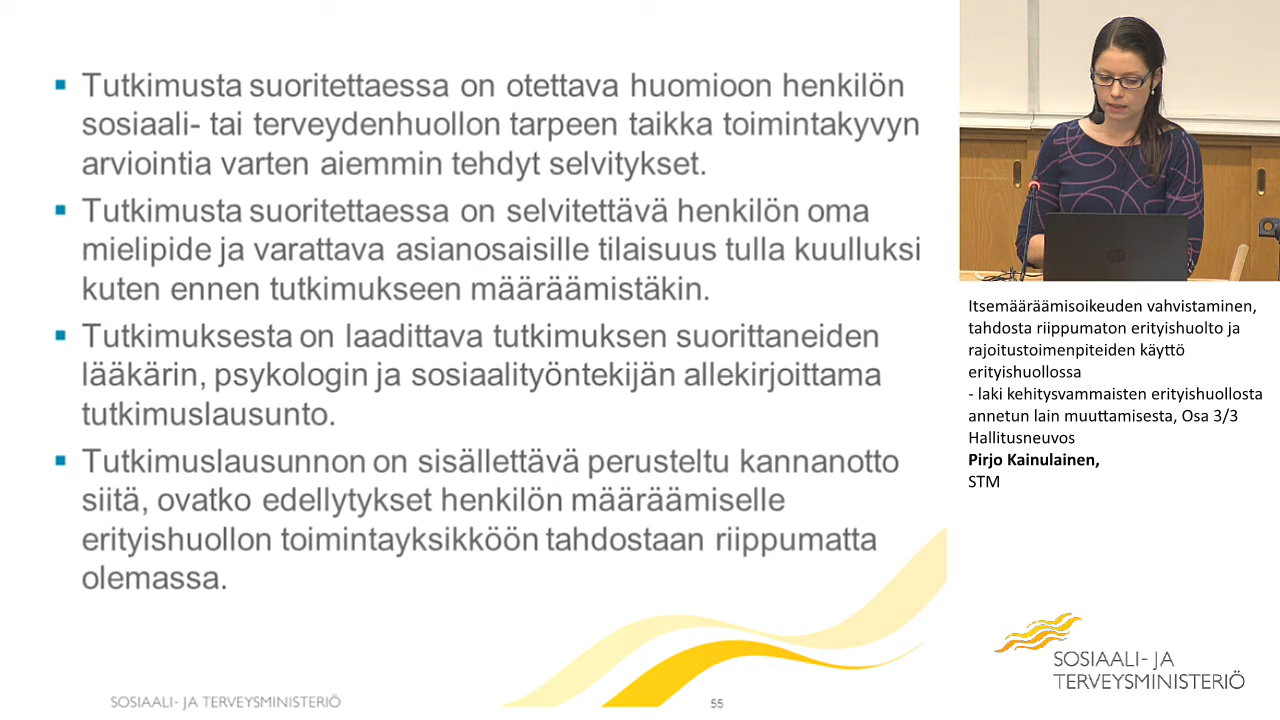 Tutkimusta suoritettaessa on otettava huomioon henkilön
sosiaali- tai terveydenhuollon tarpeen taikka toimintakyvyn
arviointia varten aiemmin tehdyt selvitykset.
Tutkimusta suoritettaessa on selvitettävä henkilön oma
mielipide ja varattava asianosaisille tilaisuus tulla kuulluksi
kuten ennen tutkimukseen määräämistäkin.
Tutkimuksesta on laadittava tutkimuksen suorittaneiden
lääkärin, psykologin ja sosiaalityöntekijän allekirjoittama
tutkimuslausunto.
Tutkimuslausunnon on sisällettävä perusteltu kannanotto
siitä, ovatko edellytykset henkilön määräämiselle
erityishuollon toimintayksikköön tahdostaan riippumatta
olemassa.
SOSIAALI- JA TERVEYSMINISTERIÖ
55
Itsemääräämisoikeuden vahvistaminen,
tahdosta riippumaton erityishuolto ja
rajoitustoimenpiteiden käyttö
erityishuollossa
- laki kehitysvammaisten erityishuollosta
annetun lain muuttamisesta, Osa 3/3
Hallitusneuvos
Pirjo Kainulainen,
STM
SOSIAALI- JA
TERVEYSMINISTERIÖ